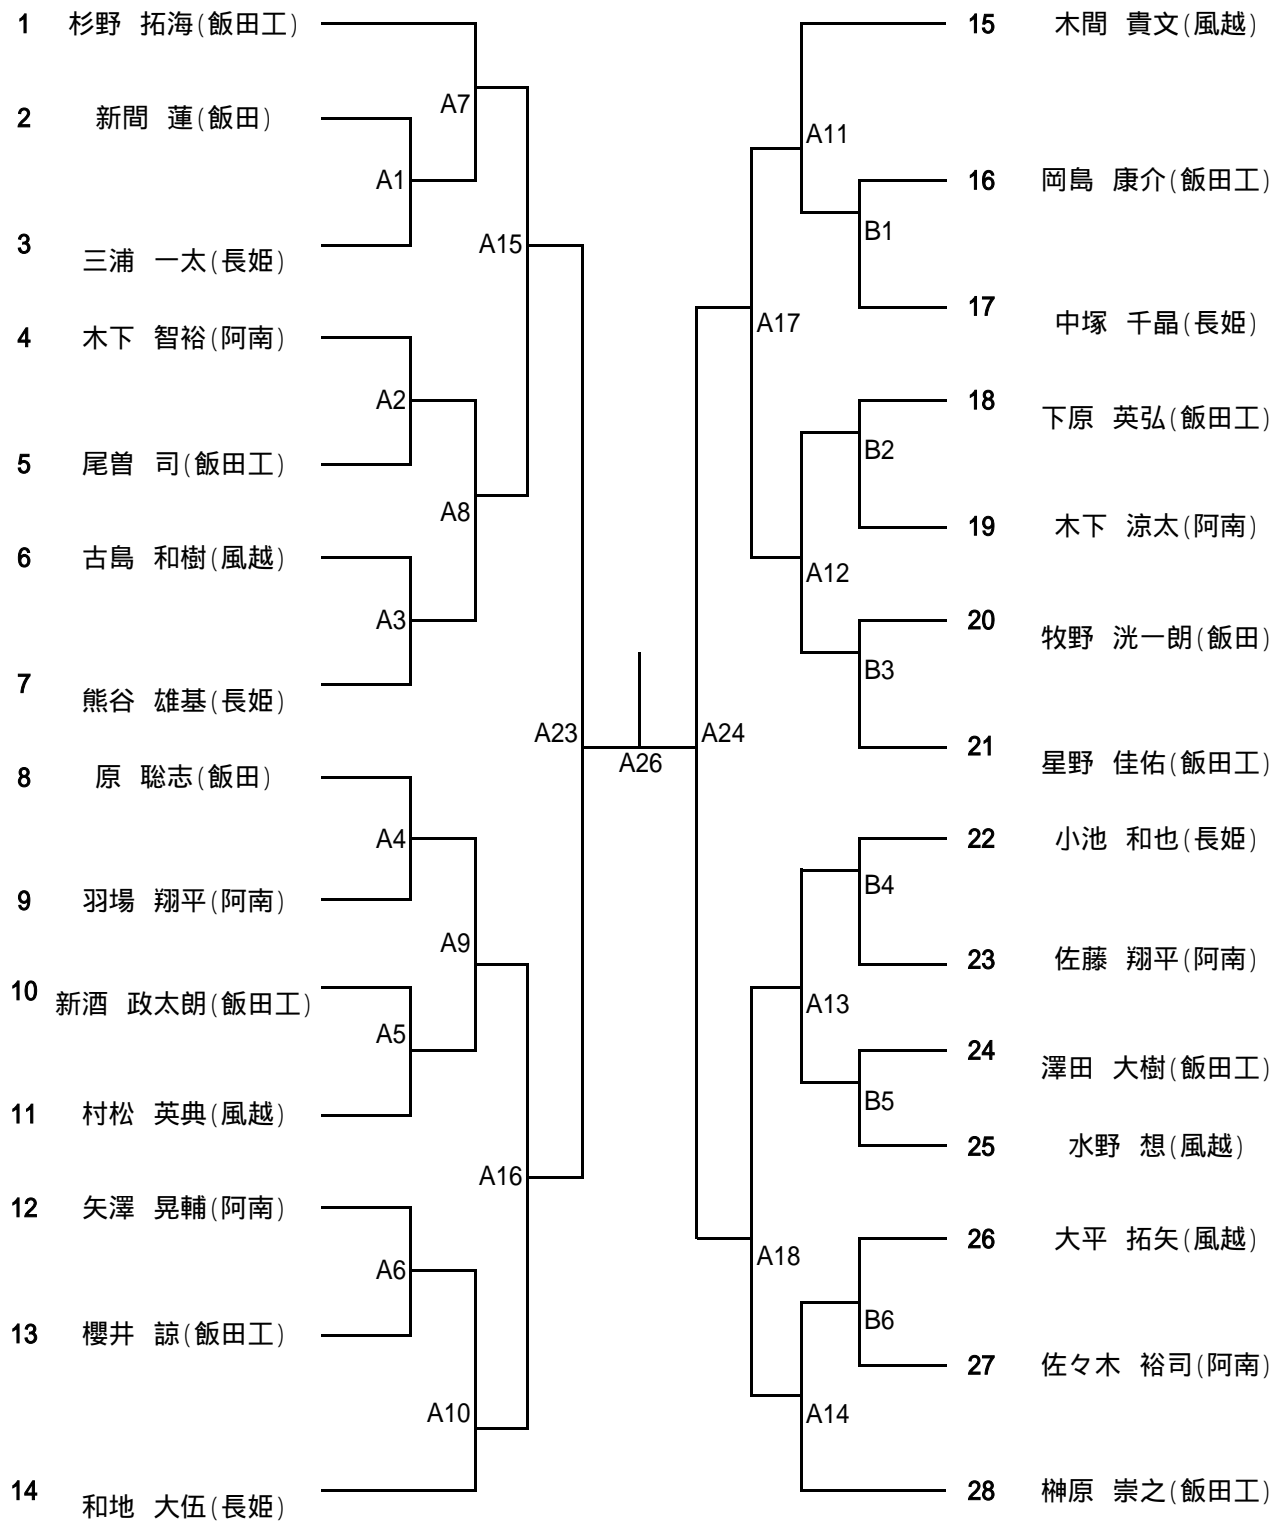 1 杉野 拓海(飯田工)
2 新間 蓮(飯田)
3 三浦 一太(長姫)
4 木下 智裕(阿南)
5 尾曽 司(飯田工)
6 古島 和樹(風越)
7 熊谷 雄基(長姫)
8 原 聡志(飯田)
9 羽場 翔平(阿南)
10 新酒 政太朗(飯田工)
11 村松 英典(風越)
12 矢澤 晃輔(阿南)
13 櫻井 諒(飯田工)
14 和地 大伍(長姫)
A1
A2
A3
A4
A5
A6
A7
A8
A9
A10
A15
A16
A23
A26
A24
A17
A18
A11
A12
A13
A14
B1
B2
B3
B4
B5
B6
15 木間 貴文(風越)
16 岡島 康介(飯田工)
17 中塚 千晶(長姫)
18 下原 英弘(飯田工)
19 木下 涼太(阿南)
20 牧野 洸一朗(飯田)
21 星野 佳佑(飯田工)
22 小池 和也(長姫)
23 佐藤 翔平(阿南)
24 澤田 大樹(飯田工)
25 水野 想(風越)
26 大平 拓矢(風越)
27 佐々木 裕司(阿南)
28 榊原 崇之(飯田工)